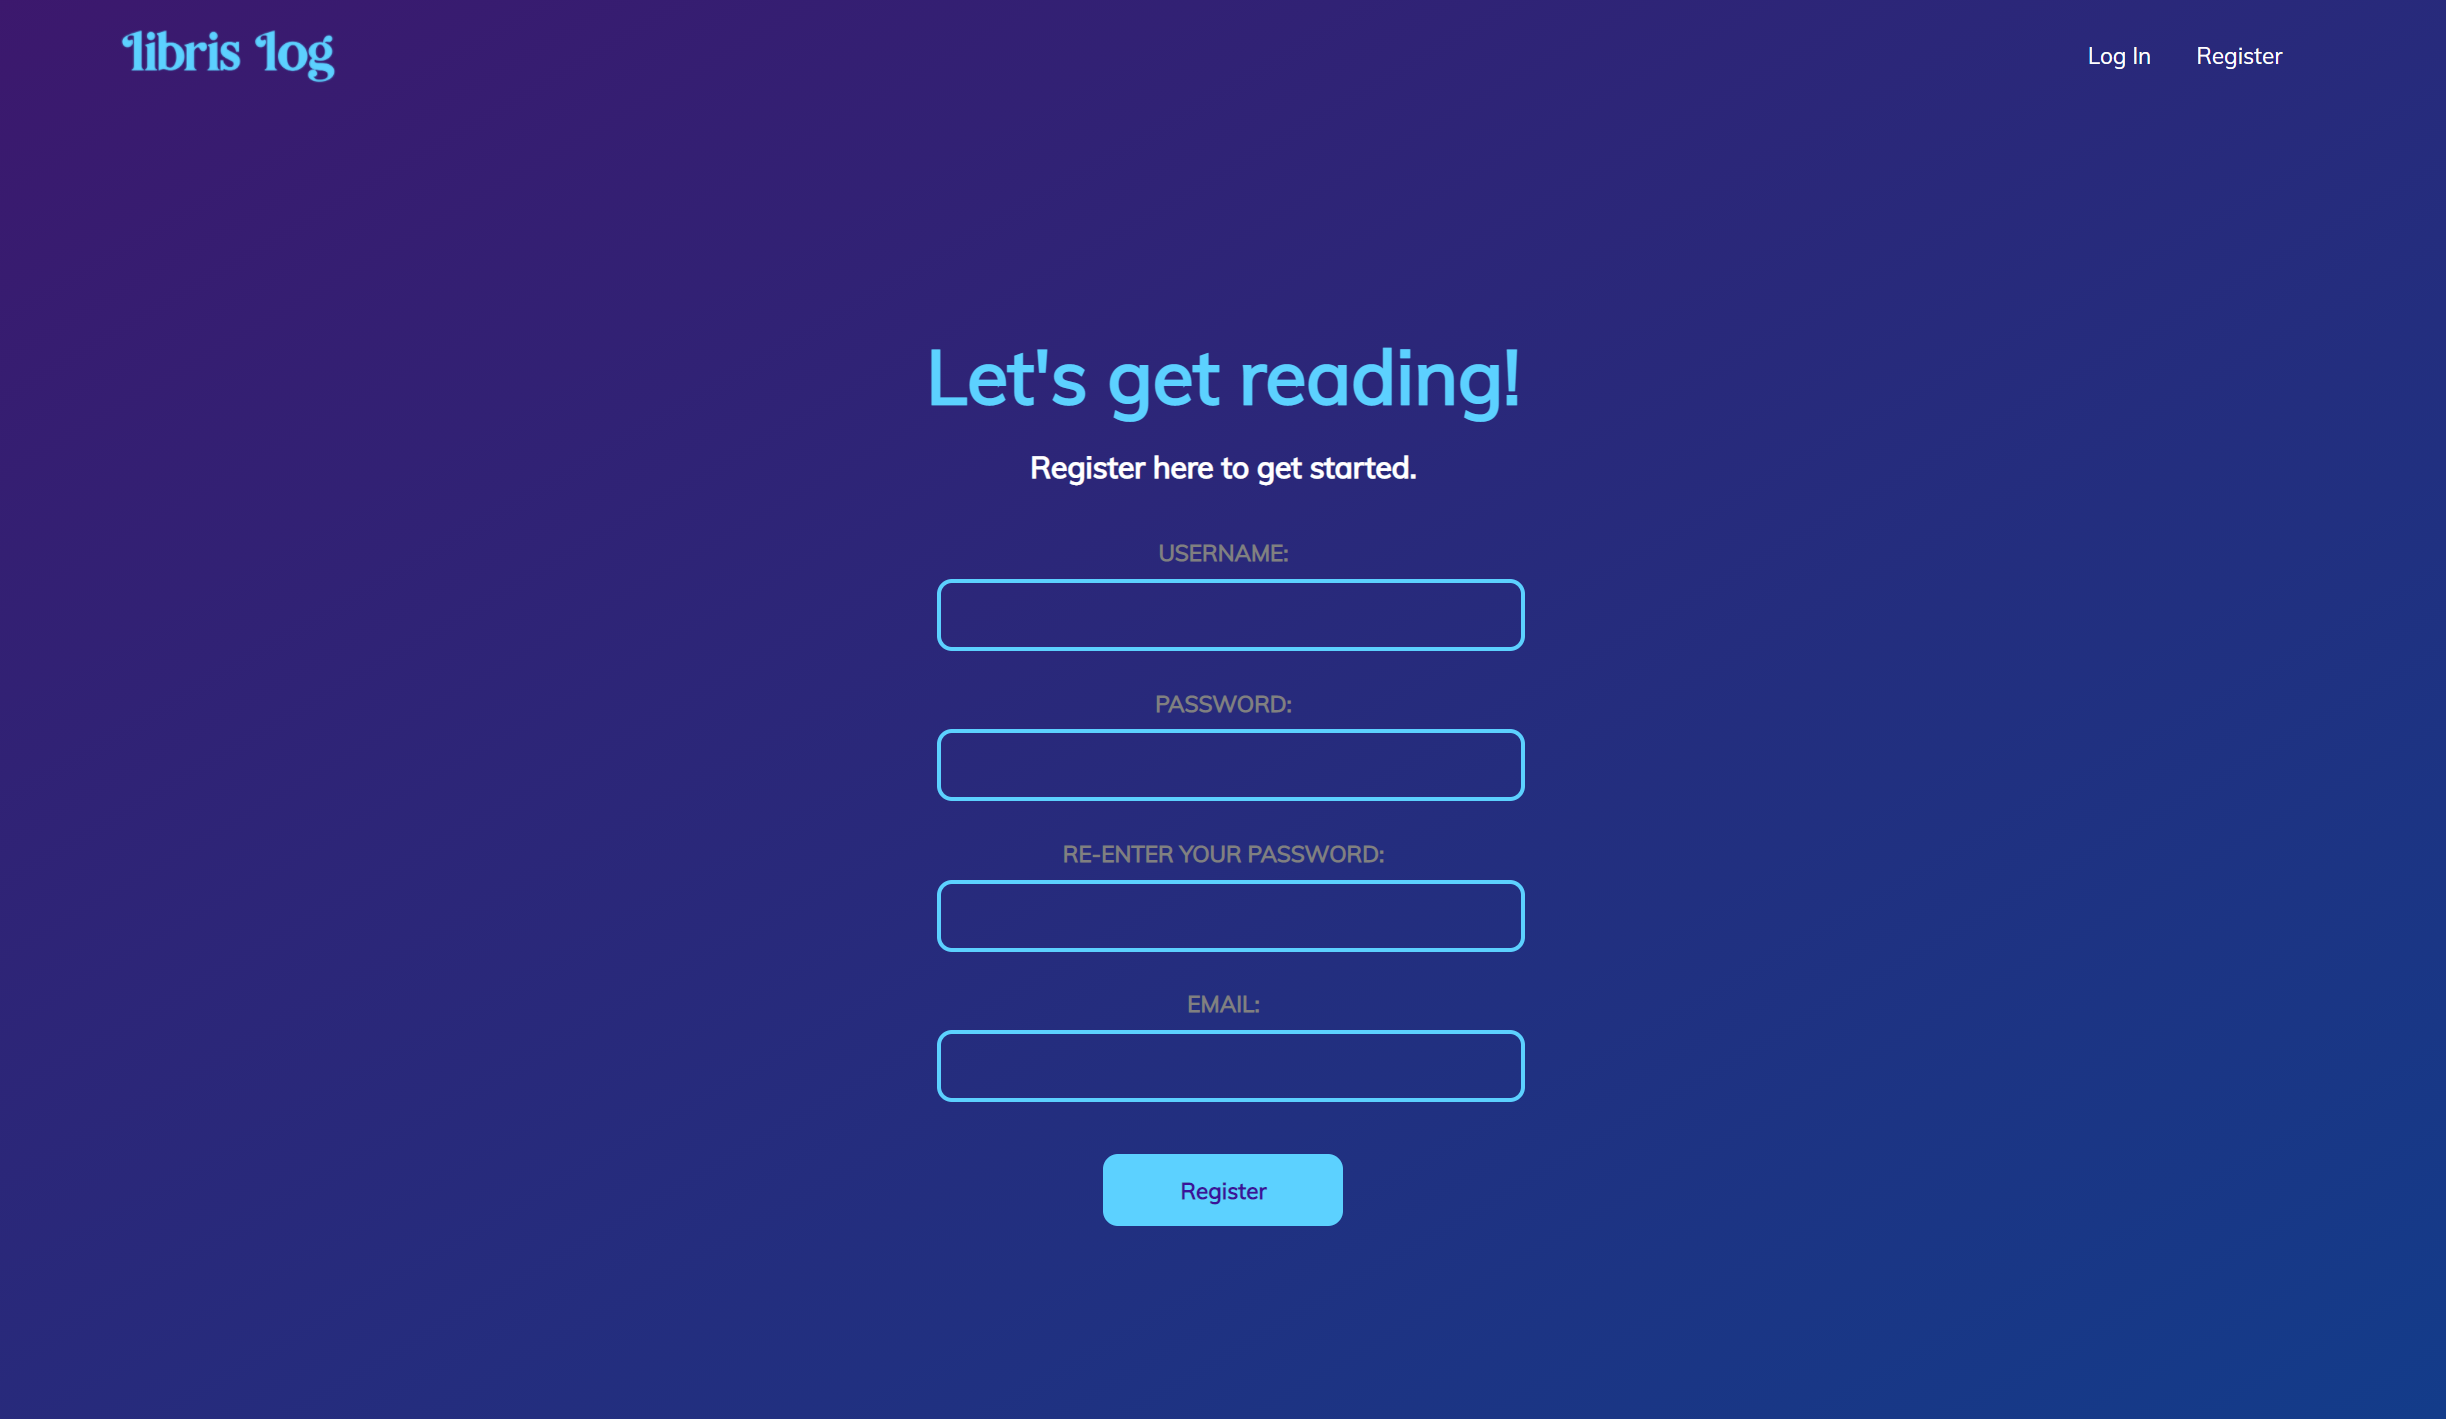 libris log
Log In
Register
Let's get reading!
Register here to get started.
USERNAME:
PASSWORD:
RE-ENTER YOUR PASSWORD:
EMAIL:
Register